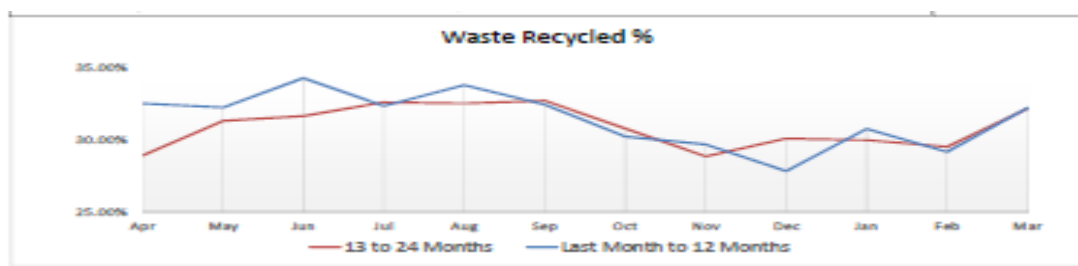 Waste Recycled %
35.00%
30.00%
25.00%
Apr May Jun Jul Aug Sep Oct Nov Dec Jan Feb Mar
13 to 24 Months Last Month to 12 Months